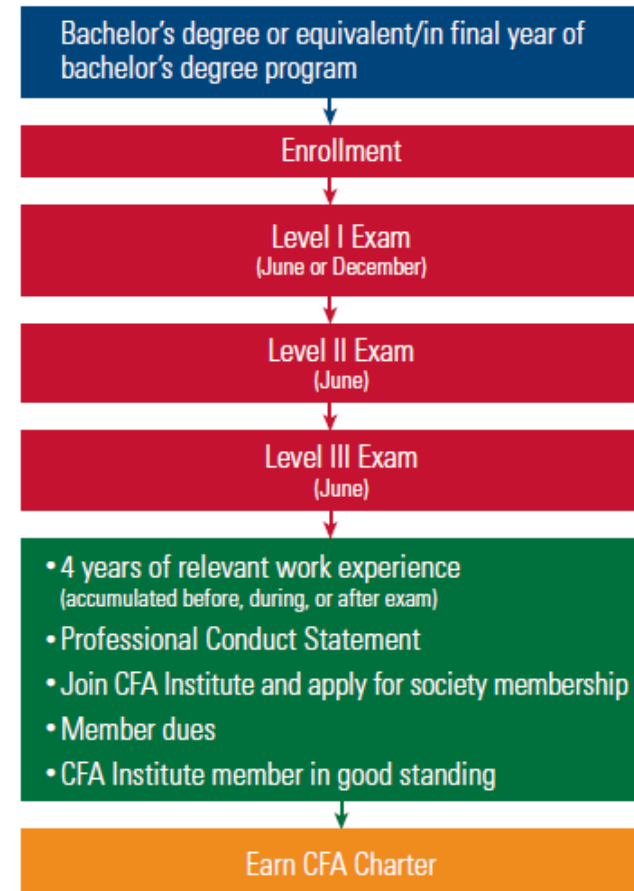 Bachelor's degree or equivalent/in final year of
bachelor's degree program
Enrollment
Level I Exam
(June or December)
Level II Exam
(June)
Level III Exam
(June)
• 4 years of relevant work experience
(accumulated before, during, or after exam)
• Professional Conduct Statement
• Join CFA Institute and apply for society membership
• Member dues
• CFA Institute member in good standing
Earn CFA Charter